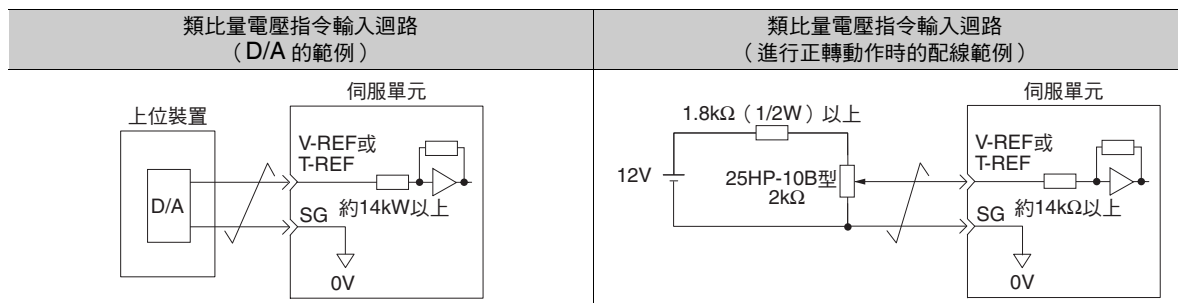 類比量電壓指令輸入迴路
（D/A 的範例）
類比量電壓指令輸入迴路
（進行正轉動作時的配線範例）
上位裝置
伺服單元
V-REF或
T-REF
D/A
約14kW以上
SG
0V
伺服單元
1.8kΩ（1/2W）以上
V-REF或
T-REF
12V
25HP-10B型
2kΩ
約14kΩ以上
SG
0V